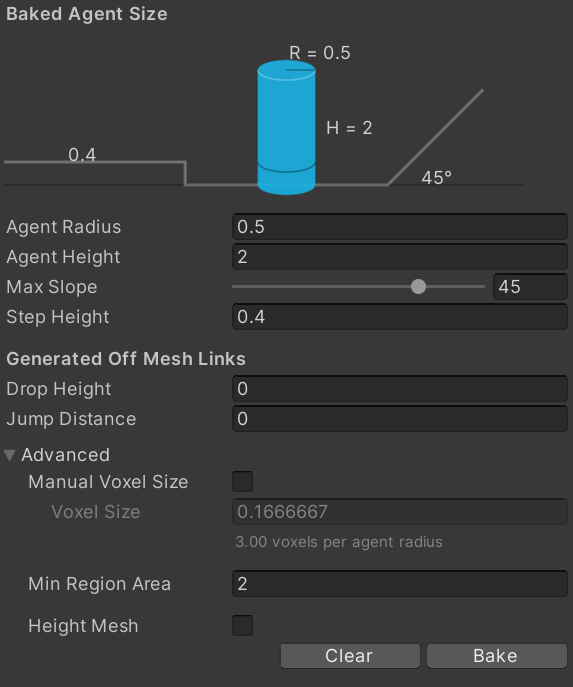 Baked Agent Size
R = 0.5
H = 2
0.4
45°
Agent Radius 0.5
Agent Height 2
Max Slope 45
Step Height 0.4
Generated Off Mesh Links
Drop Height 0
Jump Distance 0
Advanced
Manual Voxel Size
Voxel Size 0.1666667
3.00 voxels per agent radius
Min Region Area 2
Height Mesh
Clear Bake